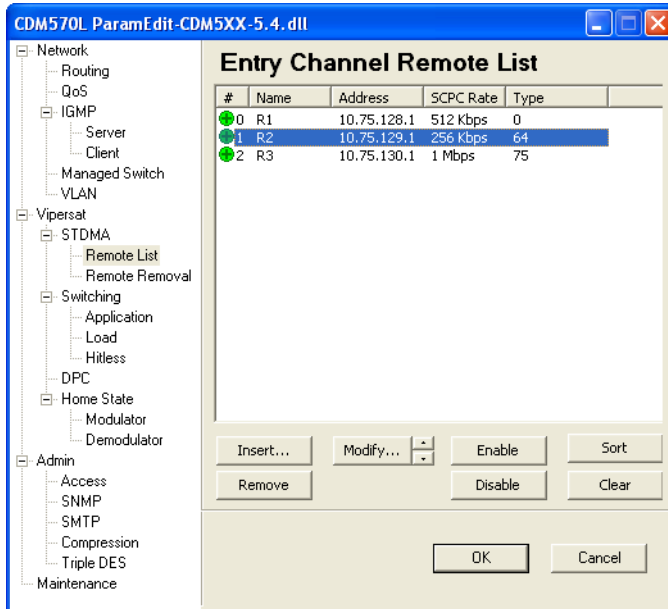 CDM570L ParamEdit-CDM5XX-5.4.dll
Network
Routing
QoS
IGMP
Server
Client
Managed Switch
VLAN
Vipersat
STDMA
Remote List
Remote Removal
Switching
Application
Load
Hitless
DPC
Home State
Modulator
Demodulator
Admin
Access
SNMP
SMTP
Compression
Triple DES
Maintenance
Entry Channel Remote List
# Name Address SCPC Rate Type
0 R1 10.75.128.1 512 Kbps 0
1 R2 10.75.129.1 256 Kbps 64
2 R3 10.75.130.1 1 Mbps 75
Insert... Modify... Enable Sort
Remove Disable Clear
OK Cancel